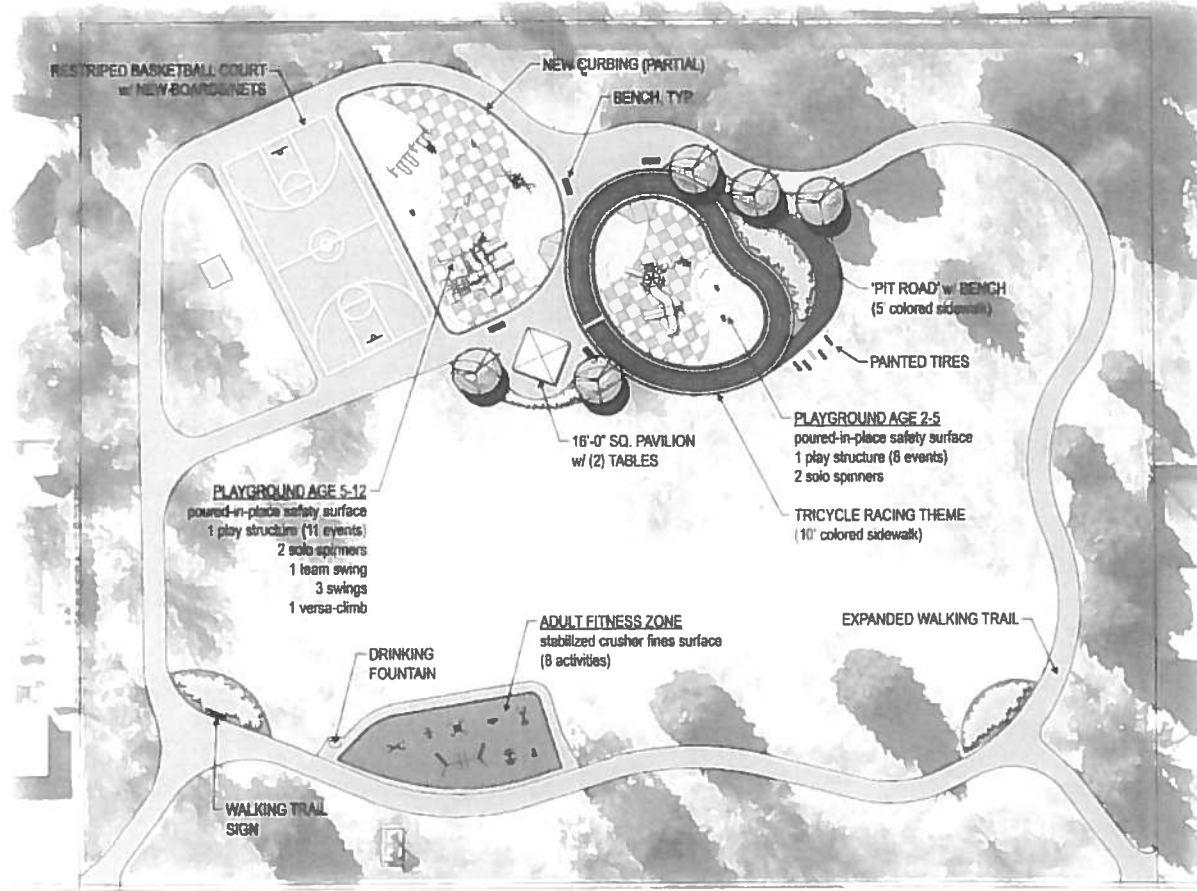 RESTRIPED BASKETBALL COURT
w/ NEW BOARDS/NETS
NEW CURBING (PARTIAL)
BENCH, TYP.
'PIT ROAD' w/ BENCH
(5' colored sidewalk)
PAINTED TIRES
PLAYGROUND AGE 2-5
poured-in-place safety surface
1 play structure (8 events)
2 solo spinners
16'-0" SQ. PAVILION
w/ (2) TABLES
TRICYCLE RACING THEME
(10' colored sidewalk)
PLAYGROUND AGE 5-12
poured-in-place safety surface
1 play structure (11 events)
2 solo spinners
1 team swing
3 swings
1 versa-climb
ADULT FITNESS ZONE
stabilized crusher fines surface
(8 activities)
EXPANDED WALKING TRAIL
DRINKING
FOUNTAIN
WALKING TRAIL
SIGN